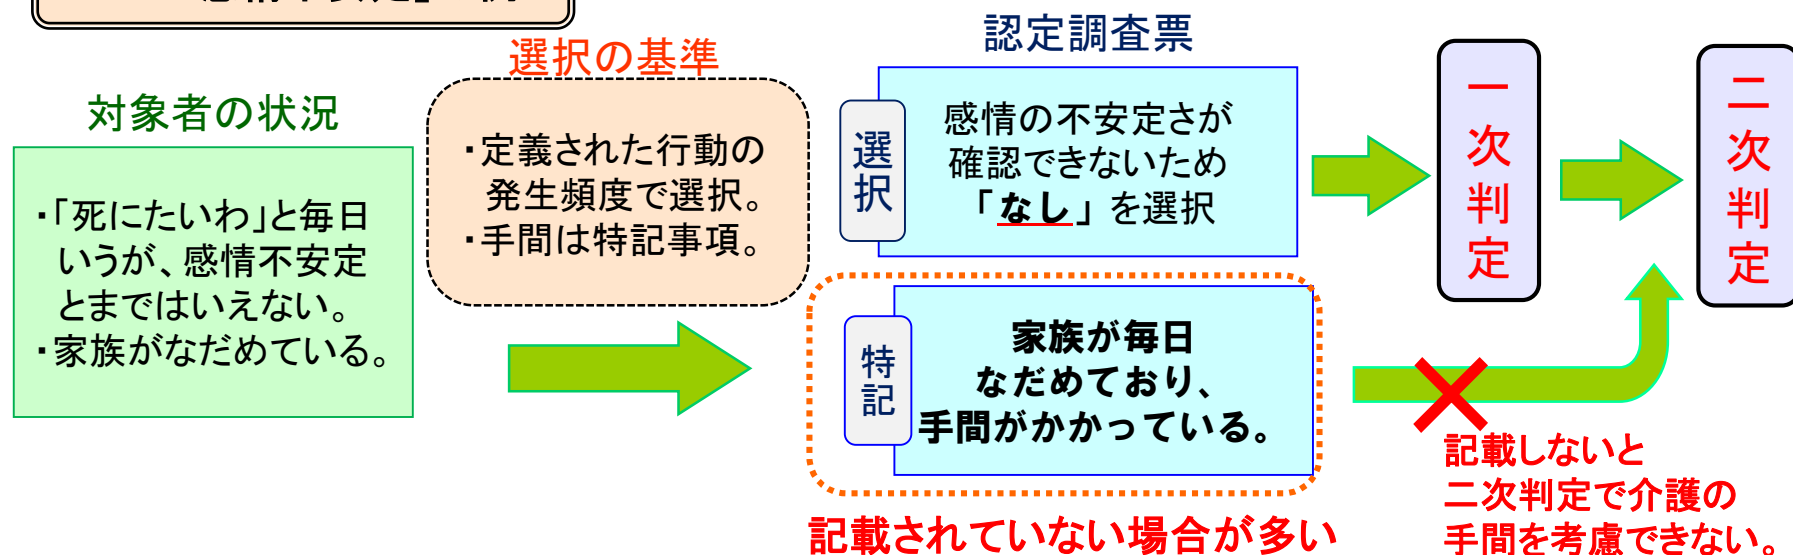 選択の基準
認定調査票
対象者の状況
・「死にたいわ」と毎日
いうが、感情不安定
とまではいえない。
・家族がなだめている。
・定義された行動の
発生頻度で選択。
・手間は特記事項。
選択
感情の不安定さが
確認できないため
「なし」を選択
特記
家族が毎日
なだめており、
手間がかかっている。
記載されていない場合が多い
一次判定
二次判定
記載しないと
二次判定で介護の
手間を考慮できない。